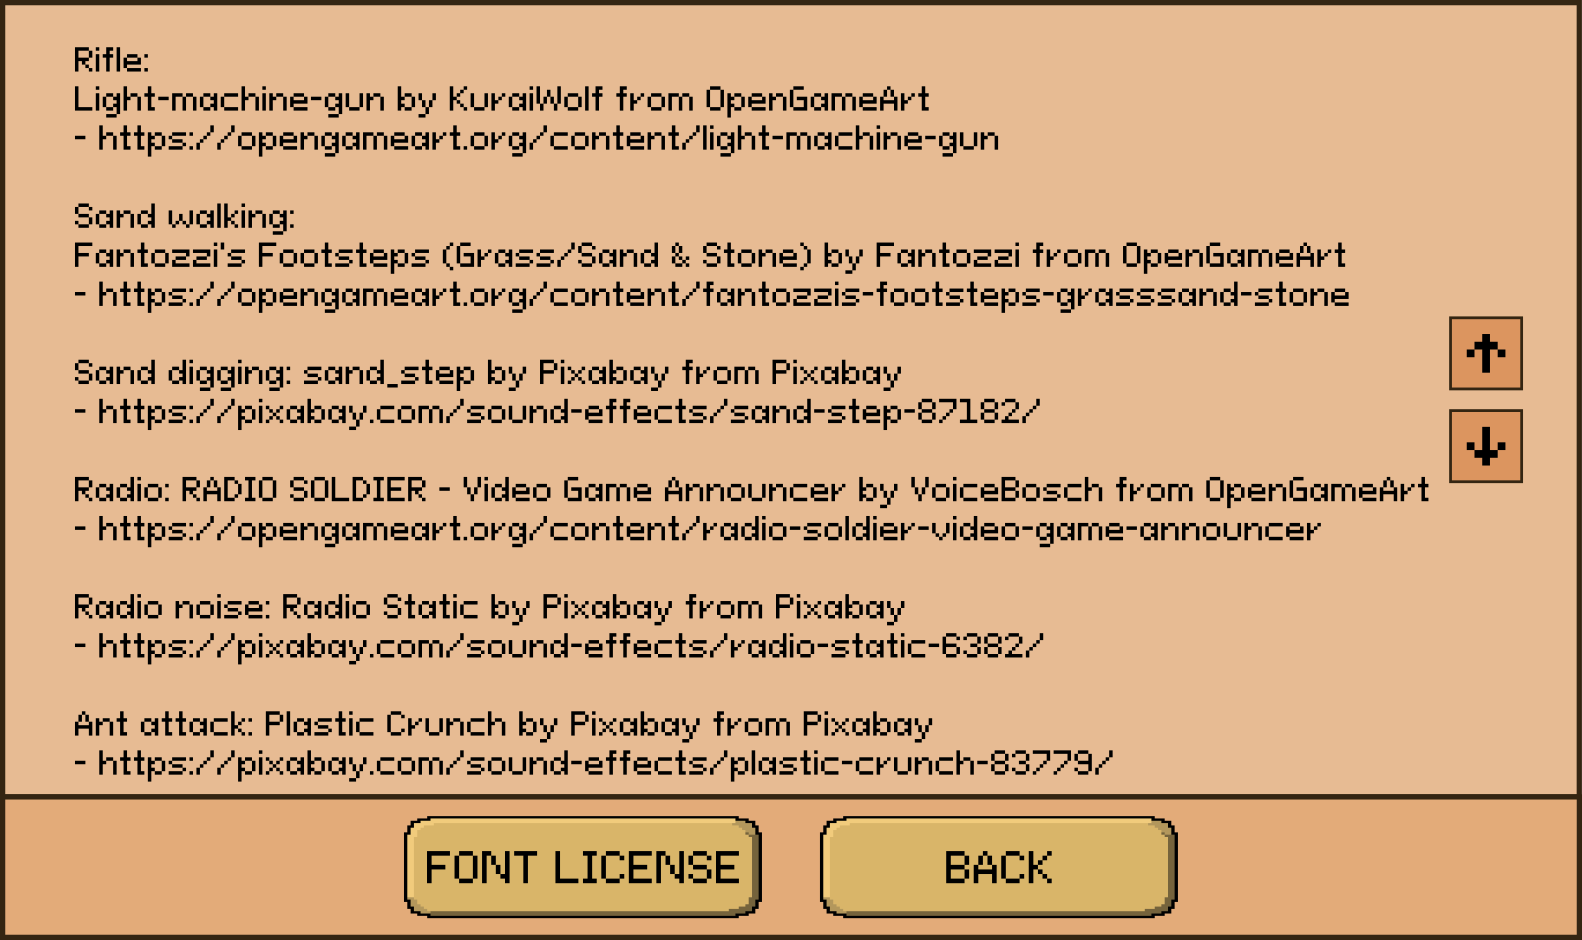 Rifle:
Light-machine-gun by KuraiWolf from OpenGameArt
- https://opengameart.org/content/light-machine-gun
Sand walking:
Fantozzi's Footsteps (Grass/Sand & Stone) by Fantozzi from OpenGameArt
- https://opengameart.org/content/fantozzis-footsteps-grasssand-stone
Sand digging: sand_step by Pixabay from Pixabay
- https://pixabay.com/sound-effects/sand-step-87182/
Radio: RADIO SOLDIER - Video Game Announcer by VoiceBosch from OpenGameArt
- https://opengameart.org/content/radio-soldier-video-game-announcer
Radio noise: Radio Static by Pixabay from Pixabay
- https://pixabay.com/sound-effects/radio-static-6382/
Ant attack: Plastic Crunch by Pixabay from Pixabay
- https://pixabay.com/sound-effects/plastic-crunch-83779/
FONT LICENSE
BACK